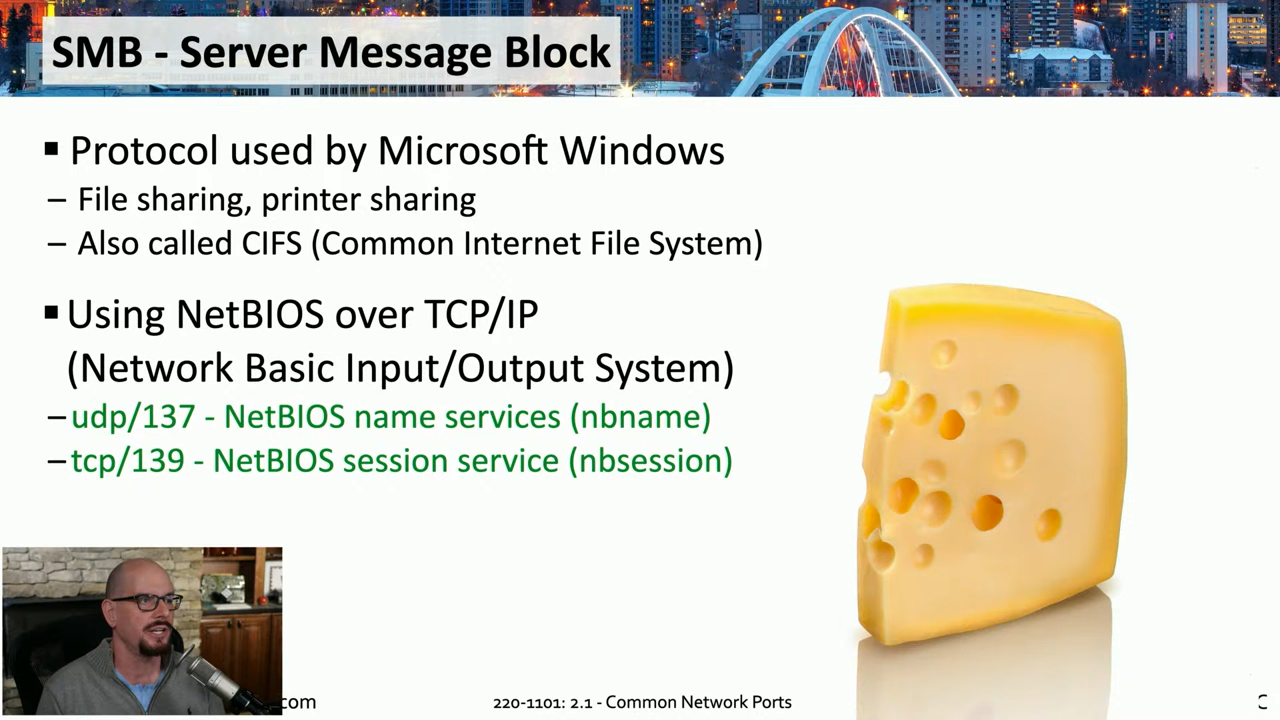 SMB - Server Message Block
▪ Protocol used by Microsoft Windows
– File sharing, printer sharing
– Also called CIFS (Common Internet File System)
▪ Using NetBIOS over TCP/IP
(Network Basic Input/Output System)
– udp/137 - NetBIOS name services (nbname)
– tcp/139 - NetBIOS session service (nbsession)
.com
220-1101: 2.1 - Common Network Ports